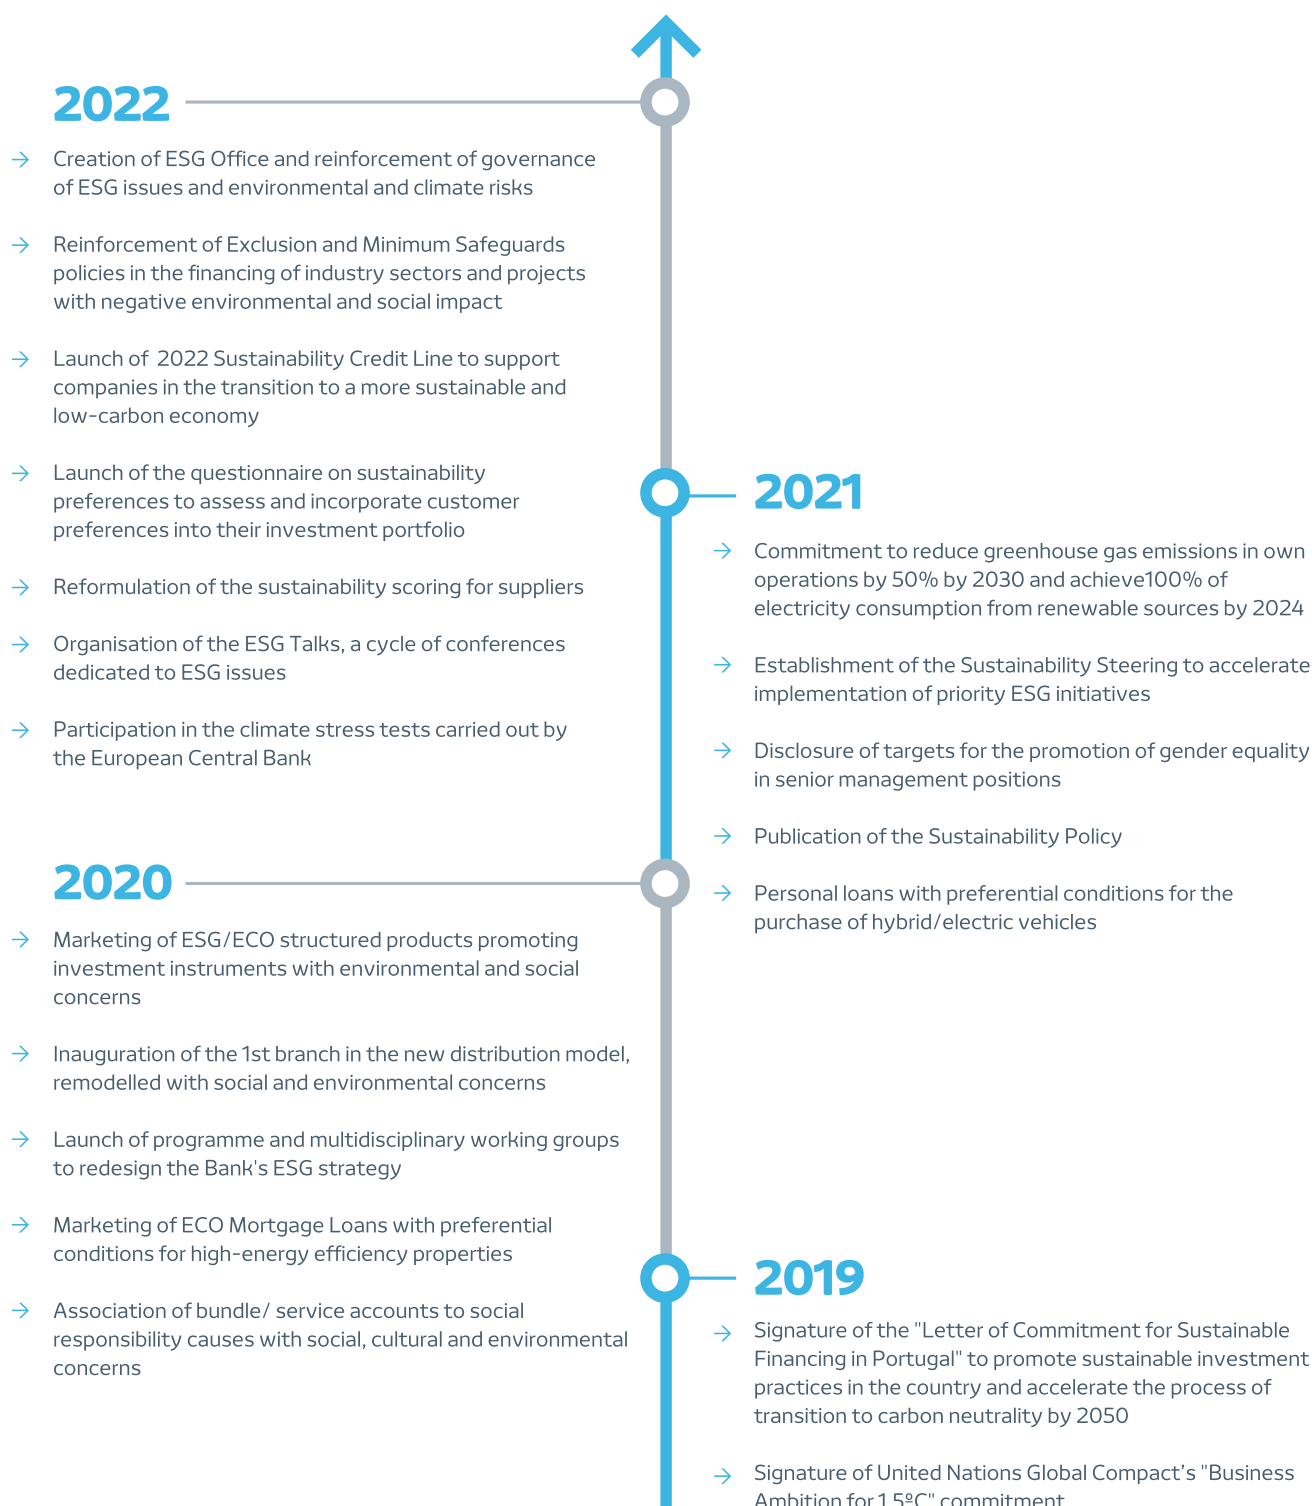 2022
Creation of ESG Office and reinforcement of governance
of ESG issues and environmental and climate risks
Reinforcement of Exclusion and Minimum Safeguards
policies in the financing of industry sectors and projects
with negative environmental and social impact
Launch of  2022 Sustainability Credit Line to support
companies in the transition to a more sustainable and
low-carbon economy
Launch of the questionnaire on sustainability
preferences to assess and incorporate customer
preferences into their investment portfolio
Reformulation of the sustainability scoring for suppliers
Organisation of the ESG Talks, a cycle of conferences
dedicated to ESG issues
Participation in the climate stress tests carried out by
the European Central Bank
2021
Commitment to reduce greenhouse gas emissions in own
operations by 50% by 2030 and achieve100% of
electricity consumption from renewable sources by 2024
Establishment of the Sustainability Steering to accelerate
implementation of priority ESG initiatives
Disclosure of targets for the promotion of gender equality
in senior management positions
Publication of the Sustainability Policy
Personal loans with preferential conditions for the
purchase of hybrid/electric vehicles
2020
Marketing of ESG/ECO structured products promoting
investment instruments with environmental and social
concerns
Inauguration of the 1st branch in the new distribution model,
remodelled with social and environmental concerns
Launch of programme and multidisciplinary working groups
to redesign the Bank's ESG strategy
Marketing of ECO Mortgage Loans with preferential
conditions for high-energy efficiency properties
Association of bundle/ service accounts to social
responsibility causes with social, cultural and environmental
concerns
2019
Signature of the "Letter of Commitment for Sustainable
Financing in Portugal" to promote sustainable investment
practices in the country and accelerate the process of
transition to carbon neutrality by 2050
Signature of United Nations Global Compact’s "Business
Ambition for 1,5ºC" commitment